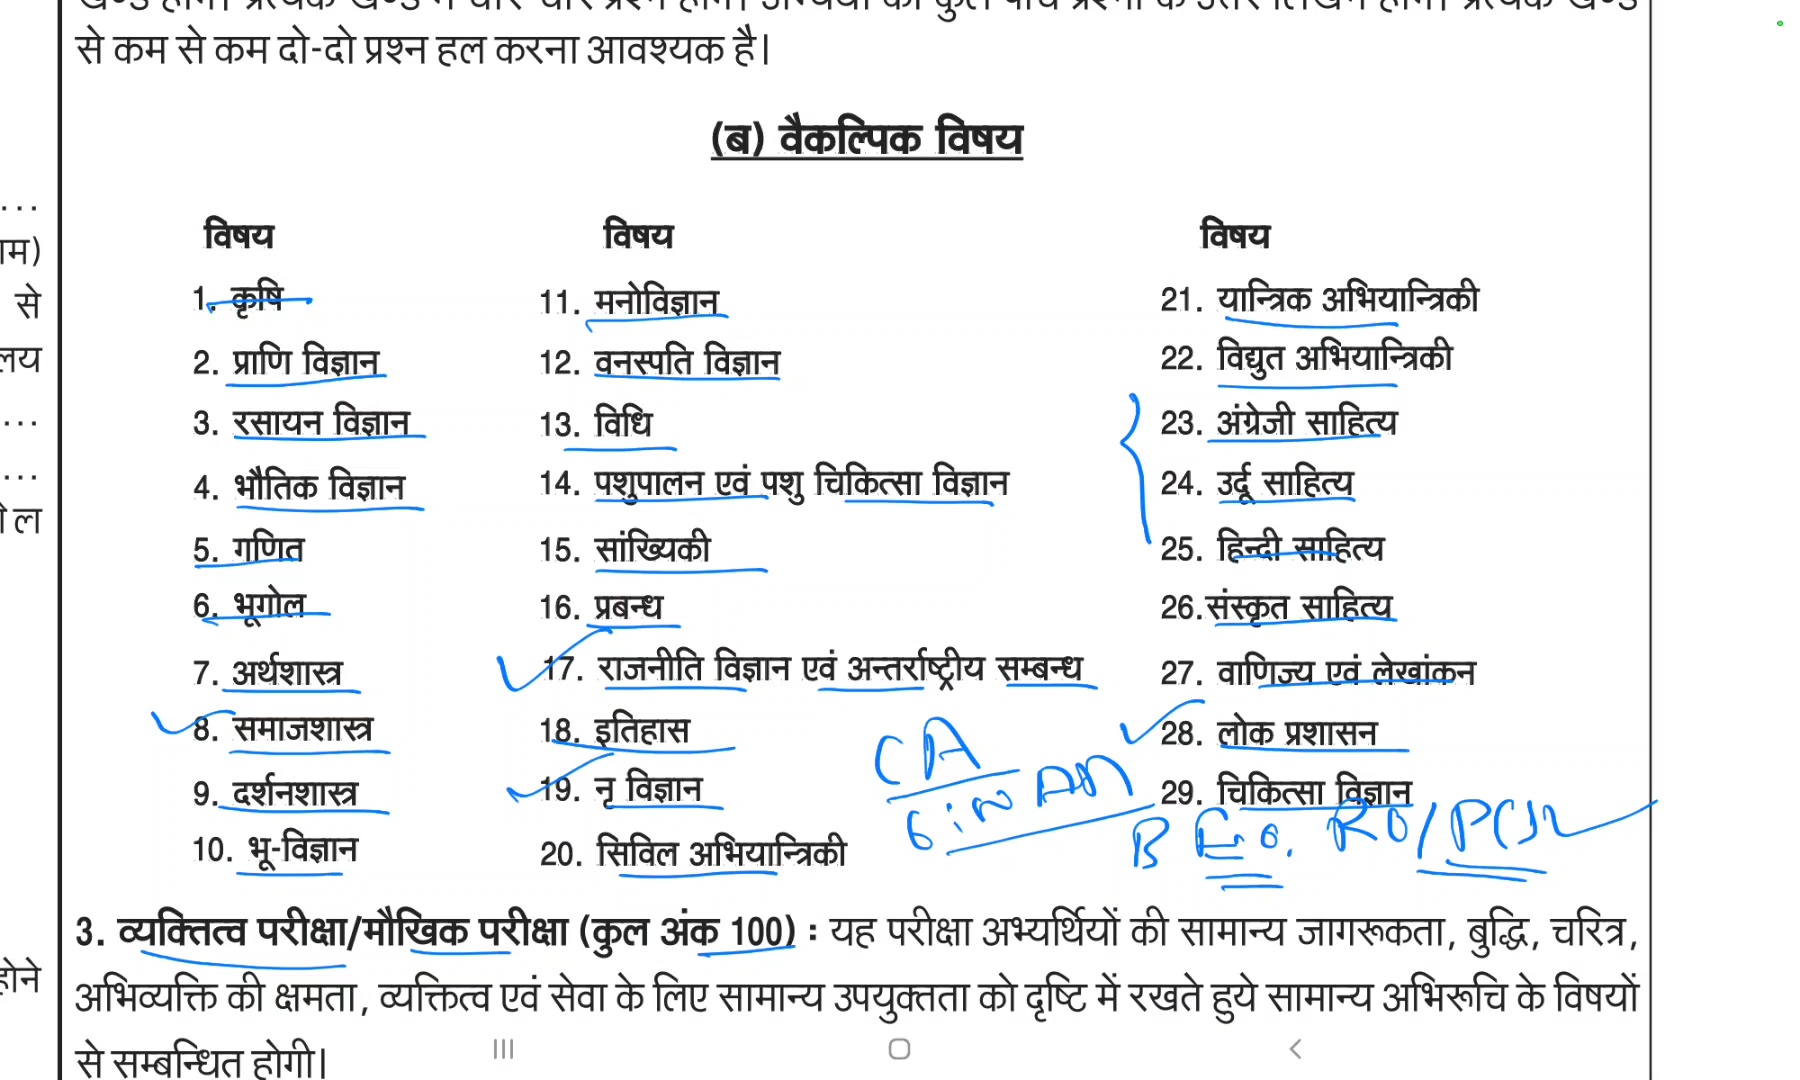 से कम से कम दो-दो प्रश्न हल करना आवश्यक है।
(ब) वैकल्पिक विषय
विषय विषय विषय
1. कृषि 11. मनोविज्ञान 21. यान्त्रिक अभियान्त्रिकी
2. प्राणि विज्ञान 12. वनस्पति विज्ञान 22. विद्युत अभियान्त्रिकी
3. रसायन विज्ञान 13. विधि 23. अंग्रेजी साहित्य
4. भौतिक विज्ञान 14. पशुपालन एवं पशु चिकित्सा विज्ञान 24. उर्दू साहित्य
5. गणित 15. सांख्यिकी 25. हिन्दी साहित्य
6. भूगोल 16. प्रबन्ध 26.संस्कृत साहित्य
7. अर्थशास्त्र 17. राजनीति विज्ञान एवं अन्तर्राष्ट्रीय सम्बन्ध 27. वाणिज्य एवं लेखांकन
8. समाजशास्त्र 18. इतिहास 28. लोक प्रशासन
CA
9. दर्शनशास्त्र 19. नृ विज्ञान 29. चिकित्सा विज्ञान
10. भू-विज्ञान 20. सिविल अभियान्त्रिकी
3. व्यक्तित्व परीक्षा/मौखिक परीक्षा (कुल अंक 100) : यह परीक्षा अभ्यर्थियों की सामान्य जागरूकता, बुद्धि, चरित्र,
होने
अभिव्यक्ति की क्षमता, व्यक्तित्व एवं सेवा के लिए सामान्य उपयुक्तता को दृष्टि में रखते हुये सामान्य अभिरूचि के विषयों
से सम्बन्धित होगी।